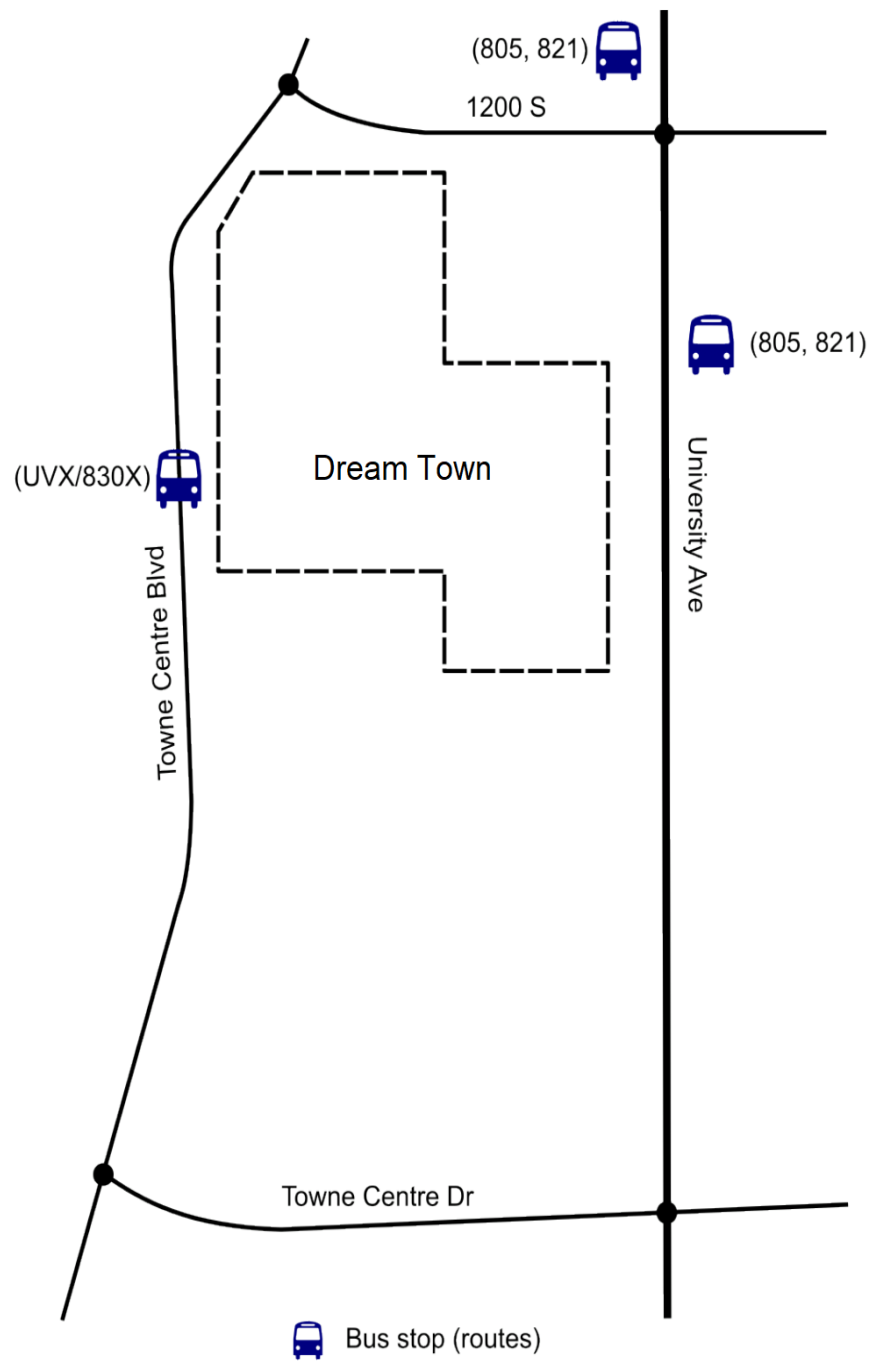 (805, 821)
1200 S
(805, 821)
Dream Town
(UVX/830X)
University Ave
Towne Centre Blvd
Towne Centre Dr
Bus stop (routes)